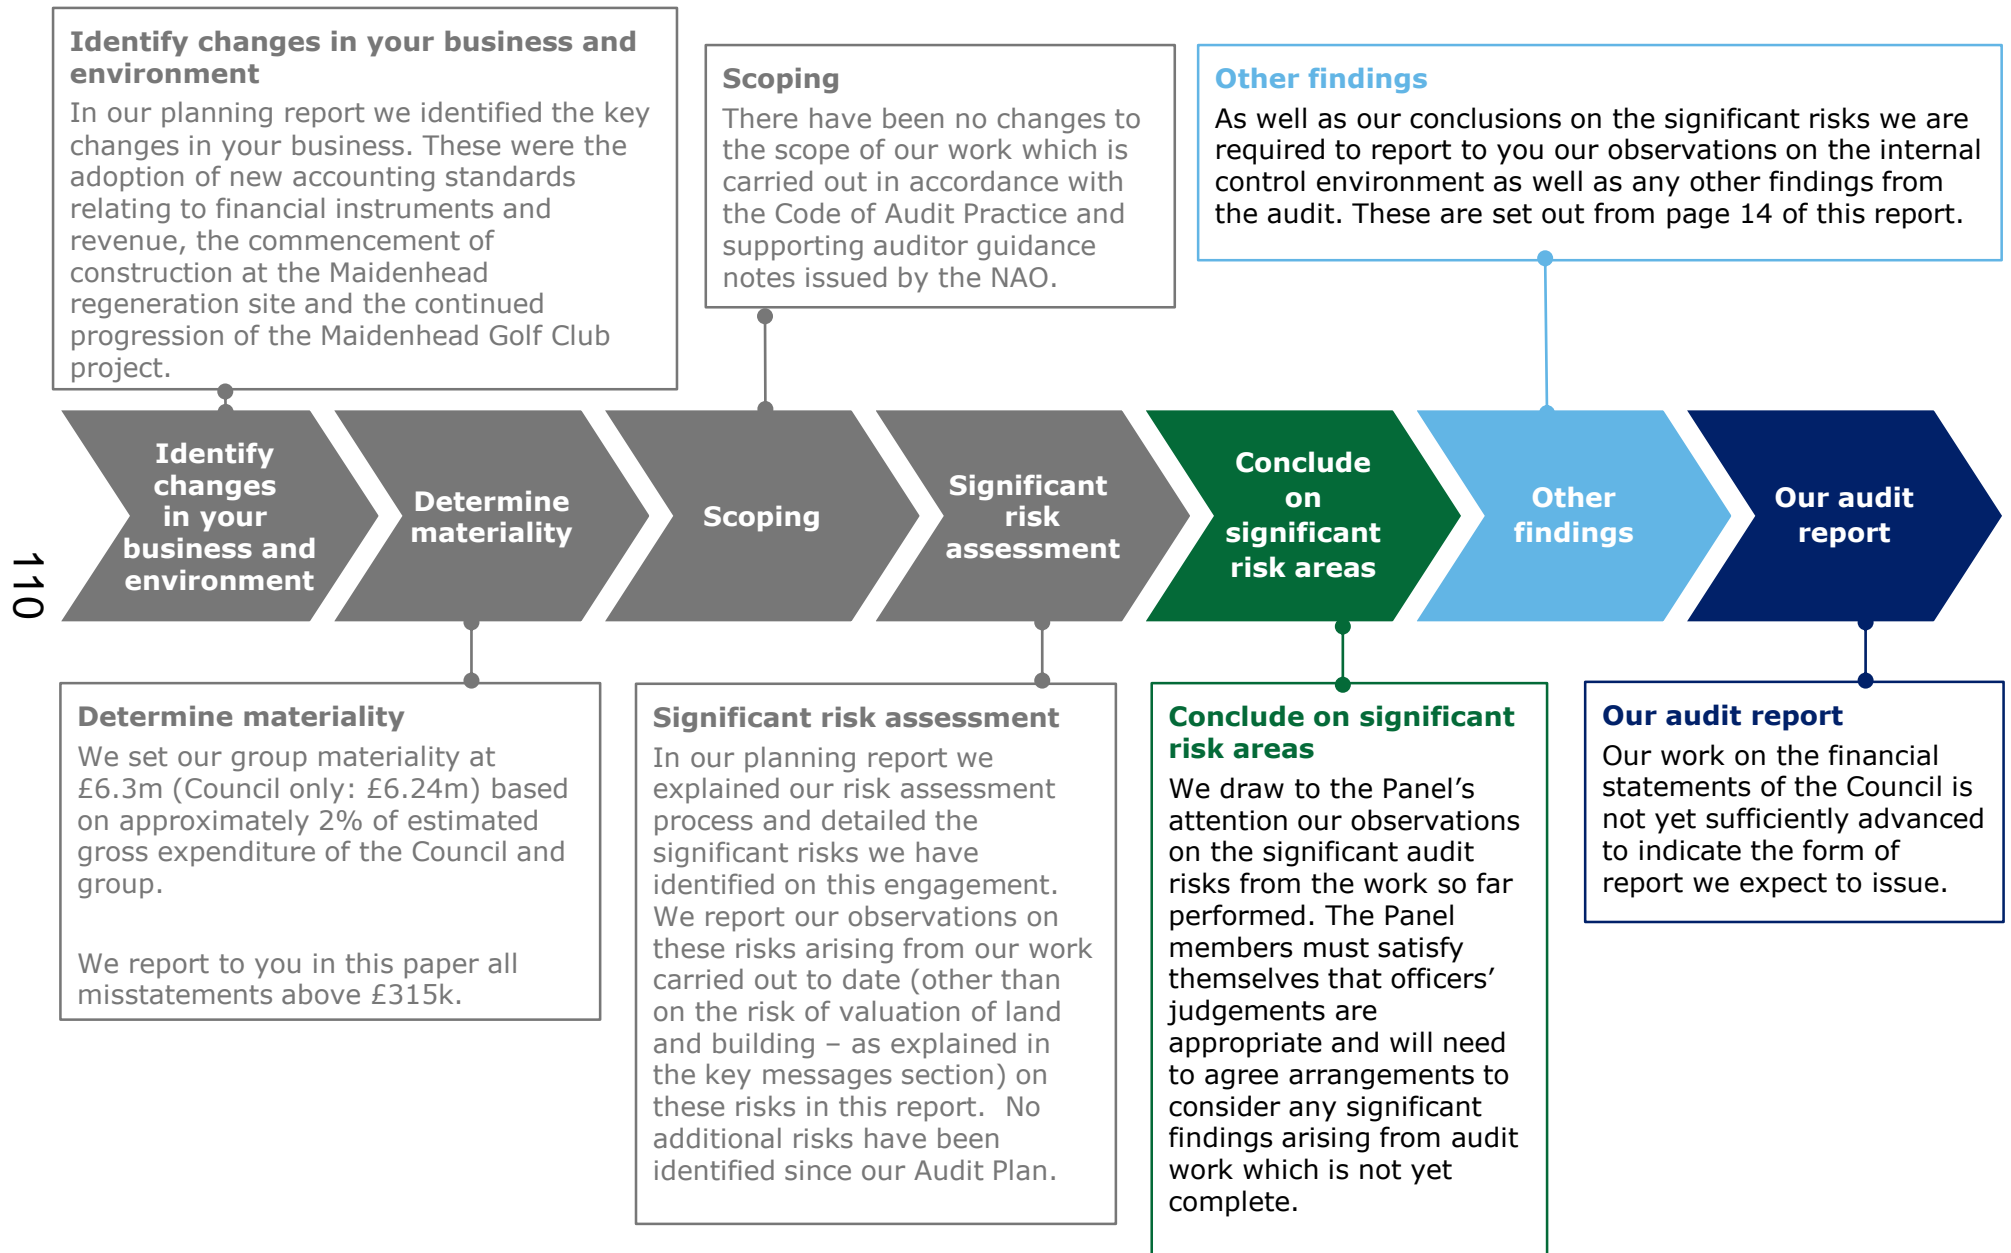 Identify changes in your business and
environment
In our planning report we identified the key
changes in your business. These were the
adoption of new accounting standards
relating to financial instruments and
revenue, the commencement of
construction at the Maidenhead
regeneration site and the continued
progression of the Maidenhead Golf Club
project.
Scoping
There have been no changes to
the scope of our work which is
carried out in accordance with
the Code of Audit Practice and
supporting auditor guidance
notes issued by the NAO.
Other findings
As well as our conclusions on the significant risks we are
required to report to you our observations on the internal
control environment as well as any other findings from
the audit. These are set out from page 14 of this report.
Identify
changes
in your
business and
environment
Determine
materiality
Scoping
Significant
risk
assessment
Conclude
on
significant
risk areas
Other
findings
Our audit
report
110
Determine materiality
We set our group materiality at
£6.3m (Council only: £6.24m) based
on approximately 2% of estimated
gross expenditure of the Council and
group.
We report to you in this paper all
misstatements above £315k.
Significant risk assessment
In our planning report we
explained our risk assessment
process and detailed the
significant risks we have
identified on this engagement.
We report our observations on
these risks arising from our work
carried out to date (other than
on the risk of valuation of land
and building – as explained in
the key messages section) on
these risks in this report.  No
additional risks have been
identified since our Audit Plan.
Conclude on significant
risk areas
We draw to the Panel’s
attention our observations
on the significant audit
risks from the work so far
performed. The Panel
members must satisfy
themselves that officers’
judgements are
appropriate and will need
to agree arrangements to
consider any significant
findings arising from audit
work which is not yet
complete.
Our audit report
Our work on the financial
statements of the Council is
not yet sufficiently advanced
to indicate the form of
report we expect to issue.